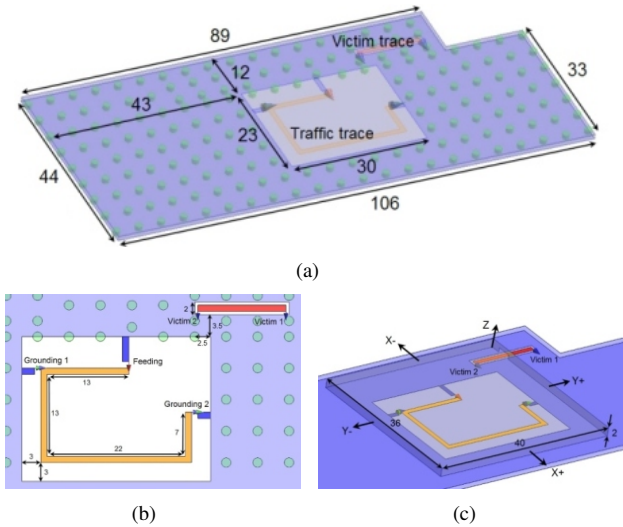 89
Victim trace
12
33
43
23
Traffic trace
30
44
106
(a)
2
Victim 2
Victim 1
3.5
2.5
Grounding 1
Feeding
13
Grounding 2
13
7
22
3
3
(b)
Z
X-
Victim 1
Victim 2
Y+
36
Y-
40
2
X+
(c)